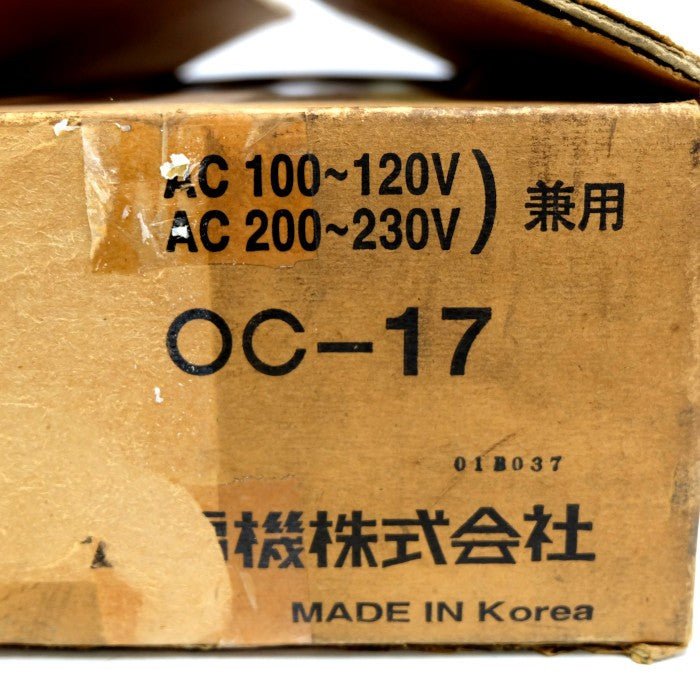 AC 100~120V
AC 200~230V ) 兼用
OC-17
01B037
機株式会社
MADE IN Korea